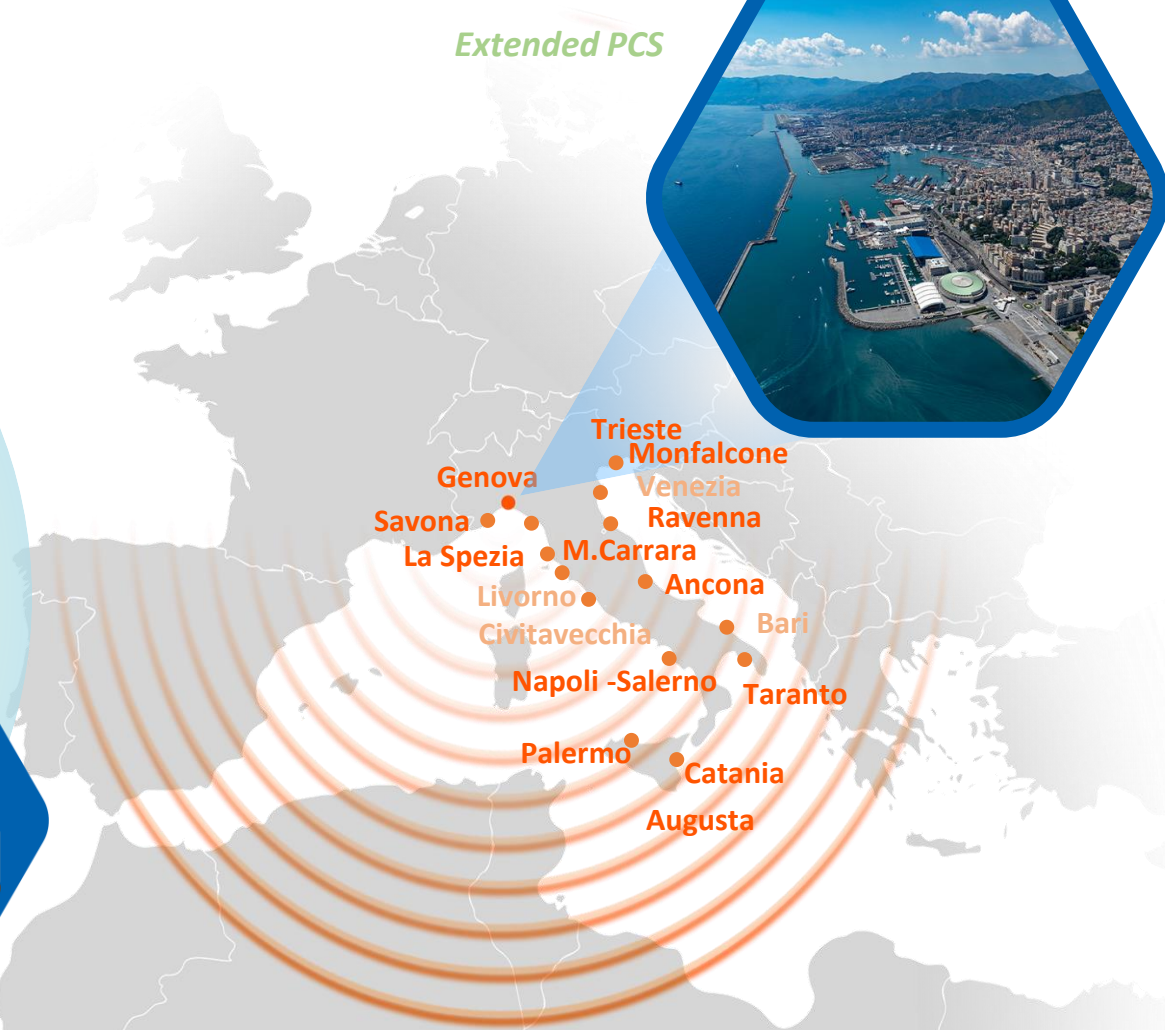 Extended PCS
Trieste
Monfalcone
Genova
Venezia
Savona
Ravenna
La Spezia
M.Carrara
Ancona
Livorno
Bari
Civitavecchia
Napoli -Salerno
Taranto
Palermo
Catania
Augusta